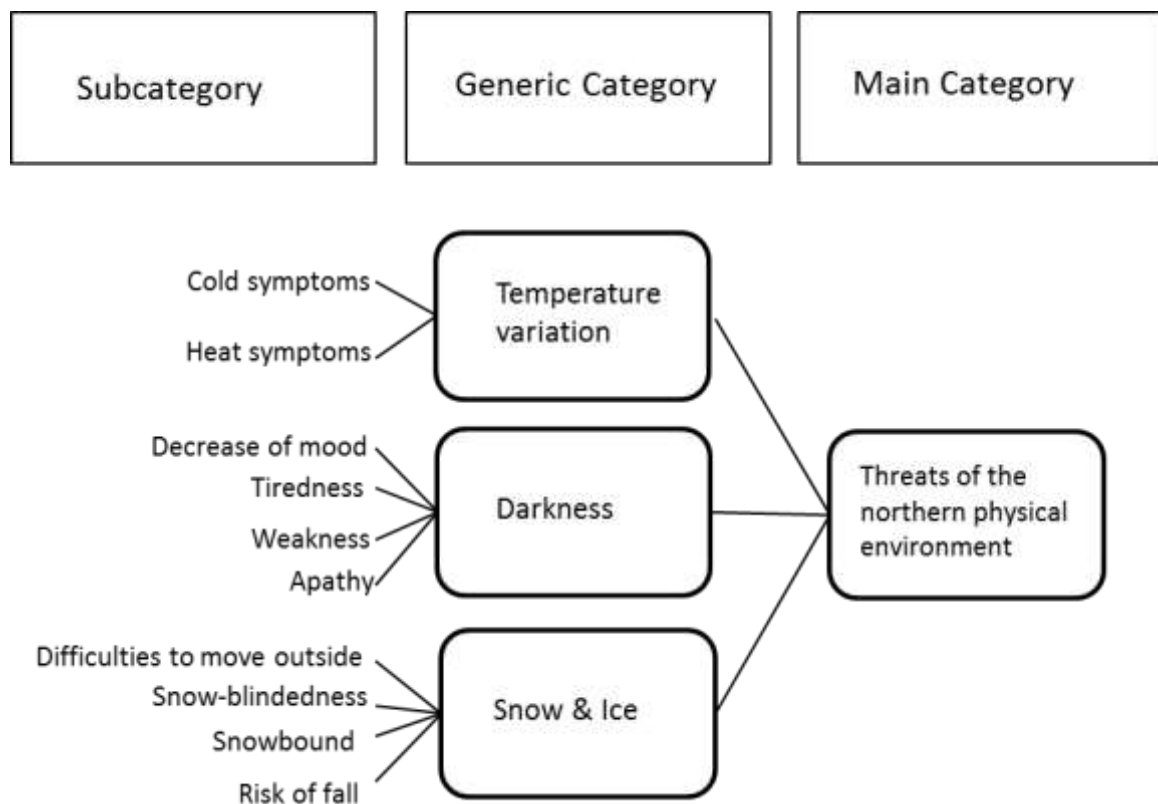 Subcategory
Generic Category
Main Category
Cold symptoms
Heat symptoms
Temperature
variation
Decrease of mood
Tiredness
Weakness
Apathy
Darkness
Threats of the
northern physical
environment
Difficulties to move outside
Snow-blindedness
Snowbound
Risk of fall
Snow & Ice